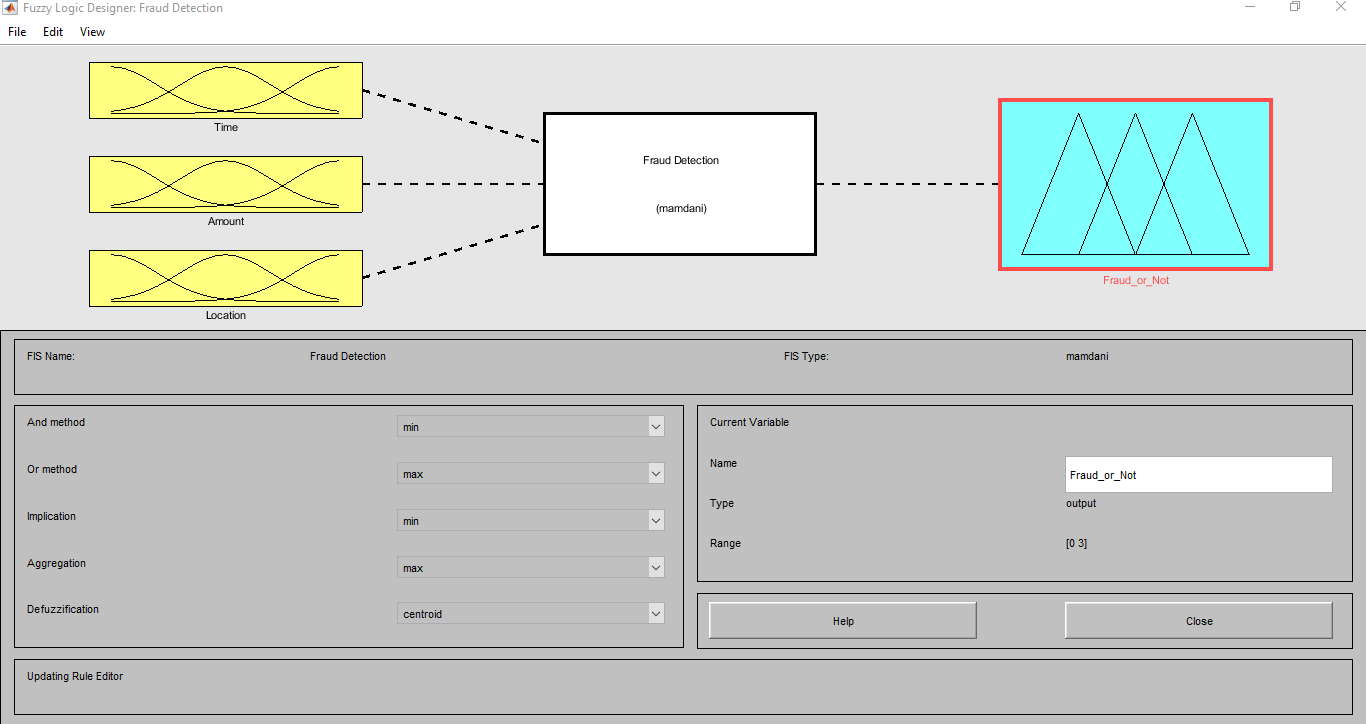 Fuzzy Logic Designer: Fraud Detection
File Edit View
Time
Amount
Location
Fraud Detection
(mamdani)
Fraud_or_Not
FIS Name: Fraud Detection FIS Type: mamdani
And method min
Or method max
Implication min
Aggregation max
Defuzzification centroid
Current Variable
Name Fraud_or_Not
Type output
Range [0 3]
Help Close
Updating Rule Editor